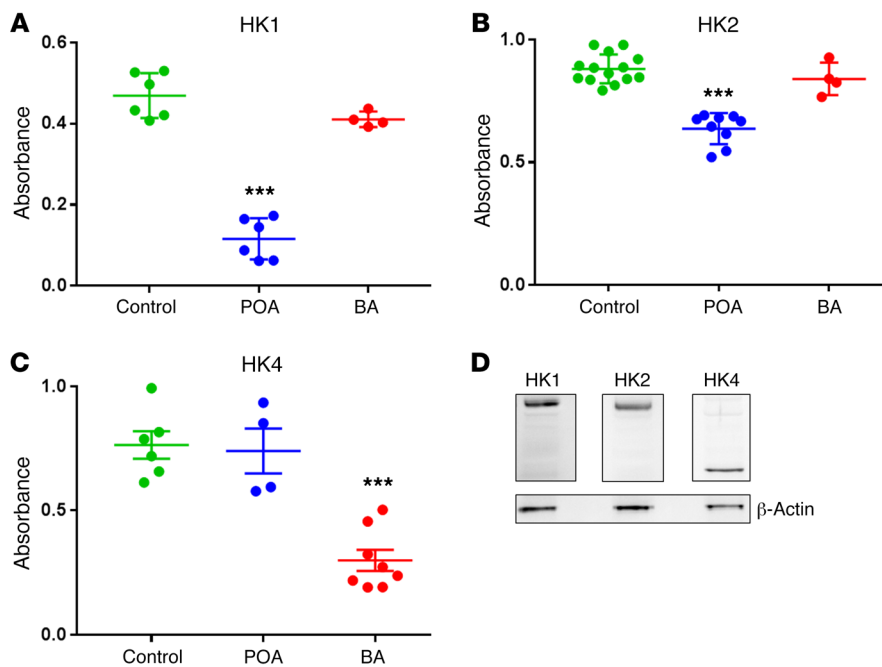 A
HK1
Absorbance
0.6
0.4
0.2
0.0
***
Control POA BA
B
HK2
Absorbance
1.0
0.5
0.0
***
Control POA BA
C
HK4
Absorbance
1.0
0.5
0.0
***
Control POA BA
D
HK1 HK2 HK4
β-Actin